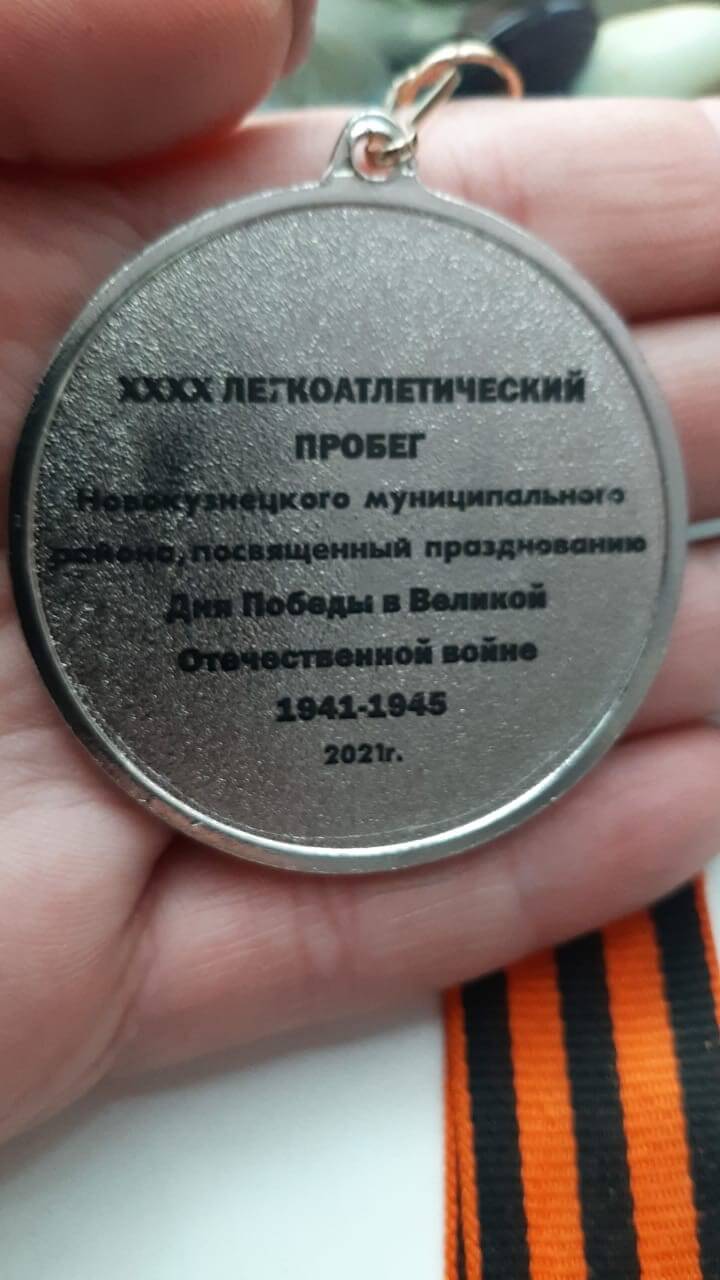 XXXX ЛЕГКОАТЛЕТИЧЕСКИЙ
ПРОБЕГ
Новокузнецкого муниципального
района, посвященный празднованию
Дня Победы в Великой
Отечественной войне
1941-1945
2021г.